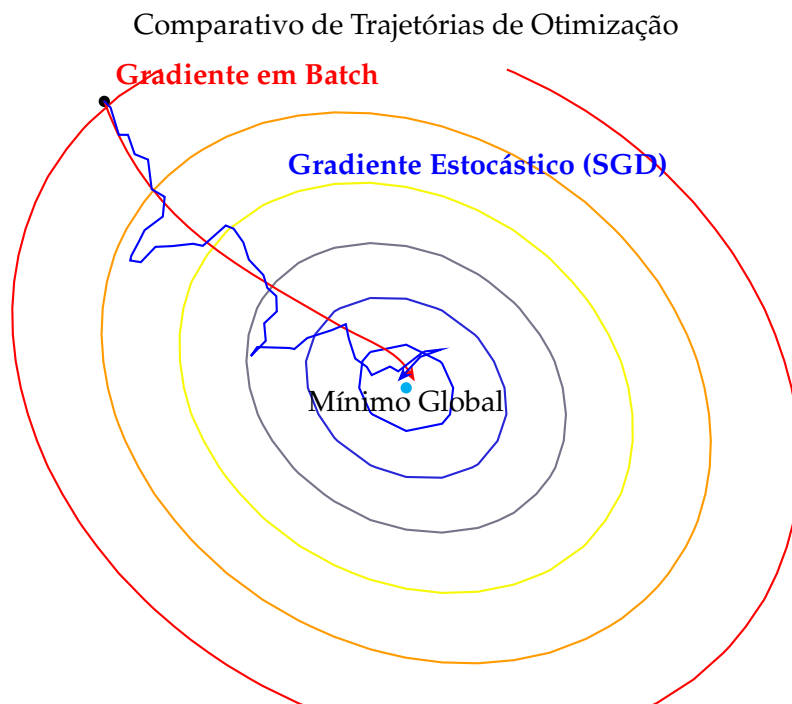 Comparativo de Trajetórias de Otimização
Gradiente em Batch
Gradiente Estocástico (SGD)
Mínimo Global